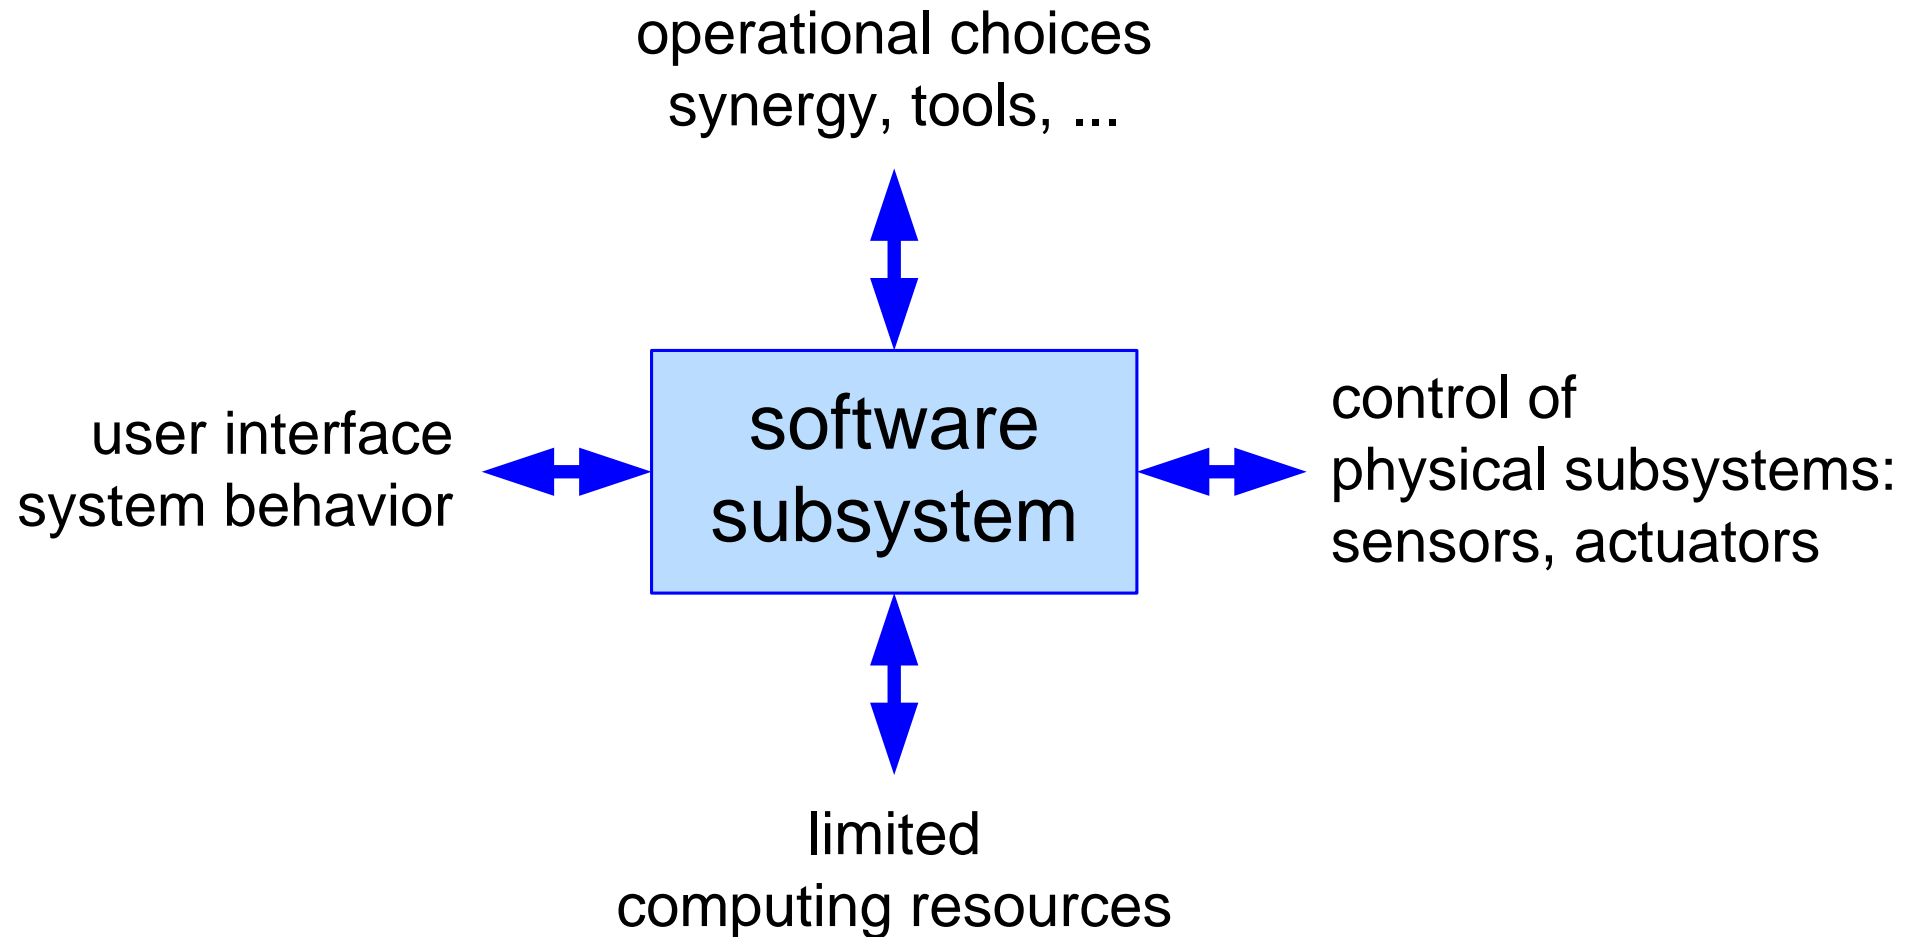 operational choices
synergy, tools, ...
user interface
system behavior
software
subsystem
control of
physical subsystems:
sensors, actuators
limited
computing resources